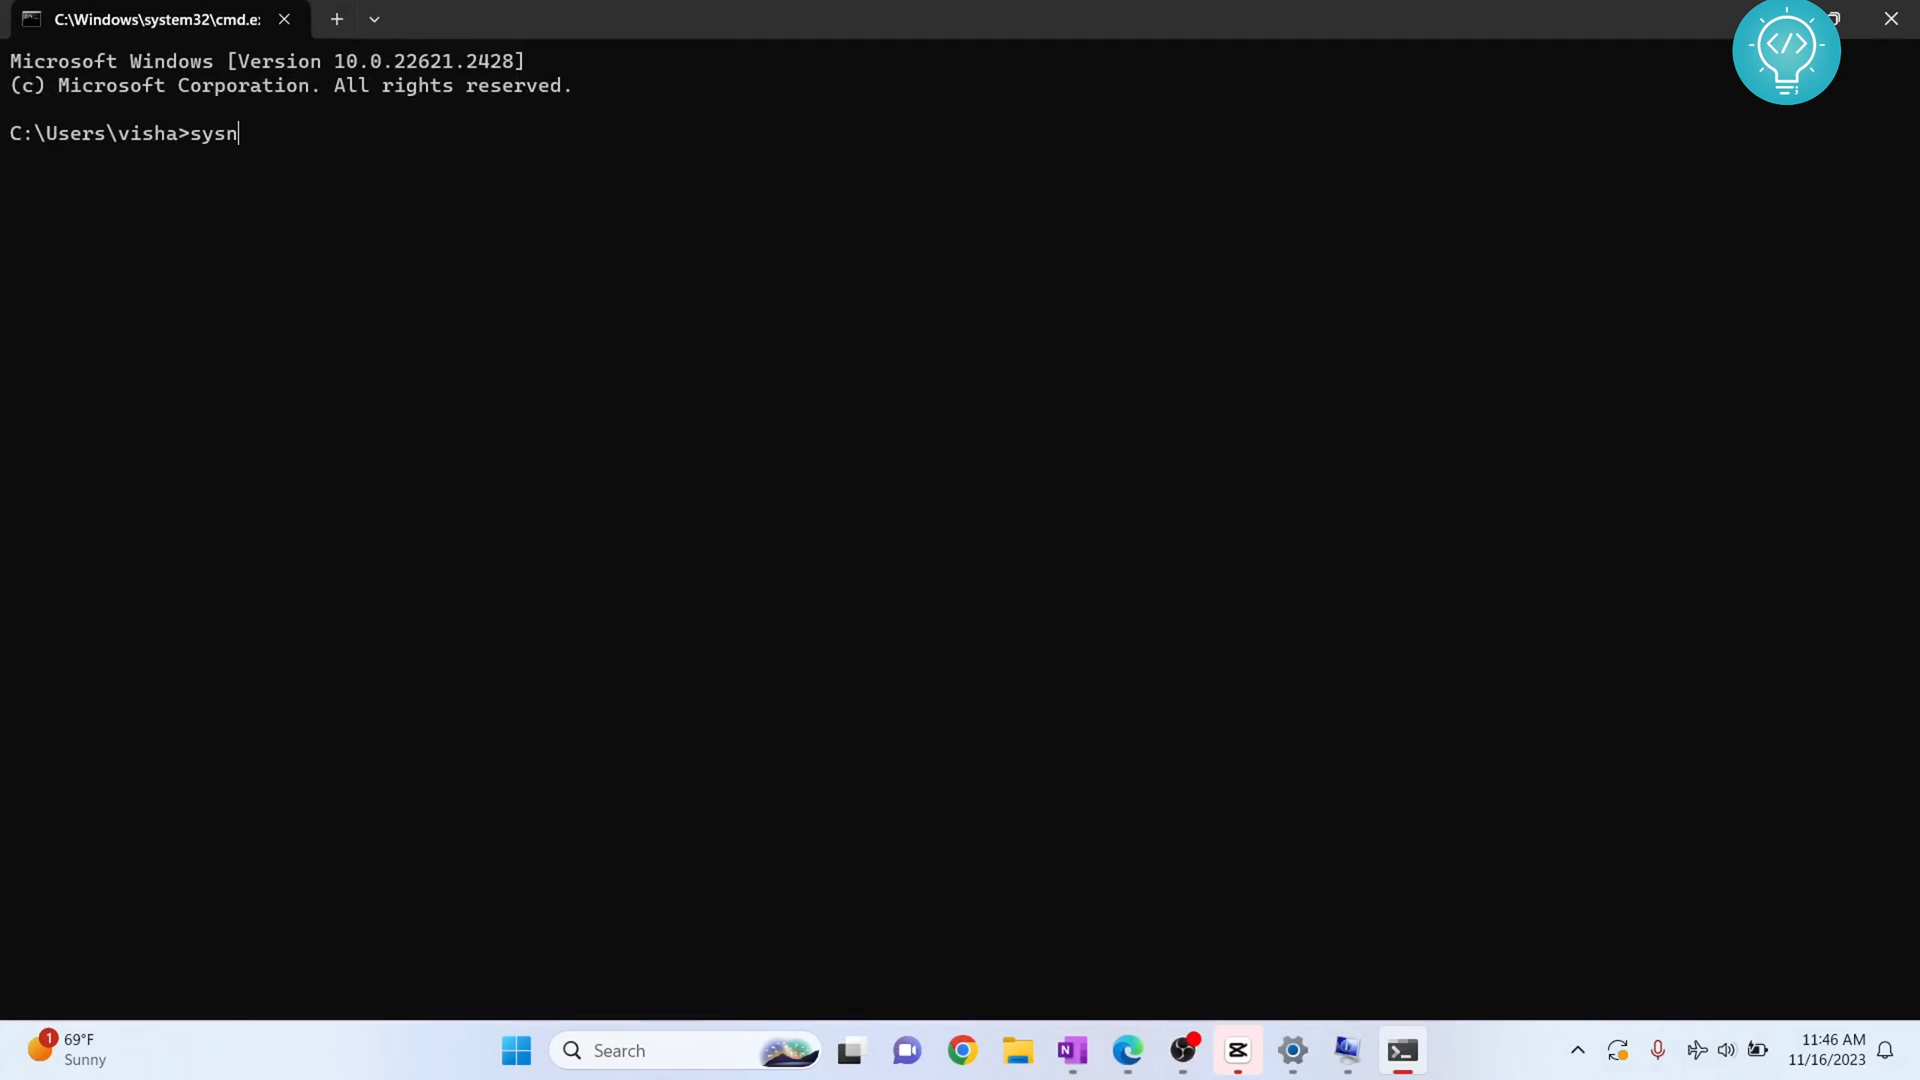 C:\Windows\system32\cmd.e:
Microsoft Windows [Version 10.0.22621.2428]
(c) Microsoft Corporation. All rights reserved.
C:\Users\visha>sysn
</>
1
69°F
Sunny
Search
N
11:46 AM
11/16/2023